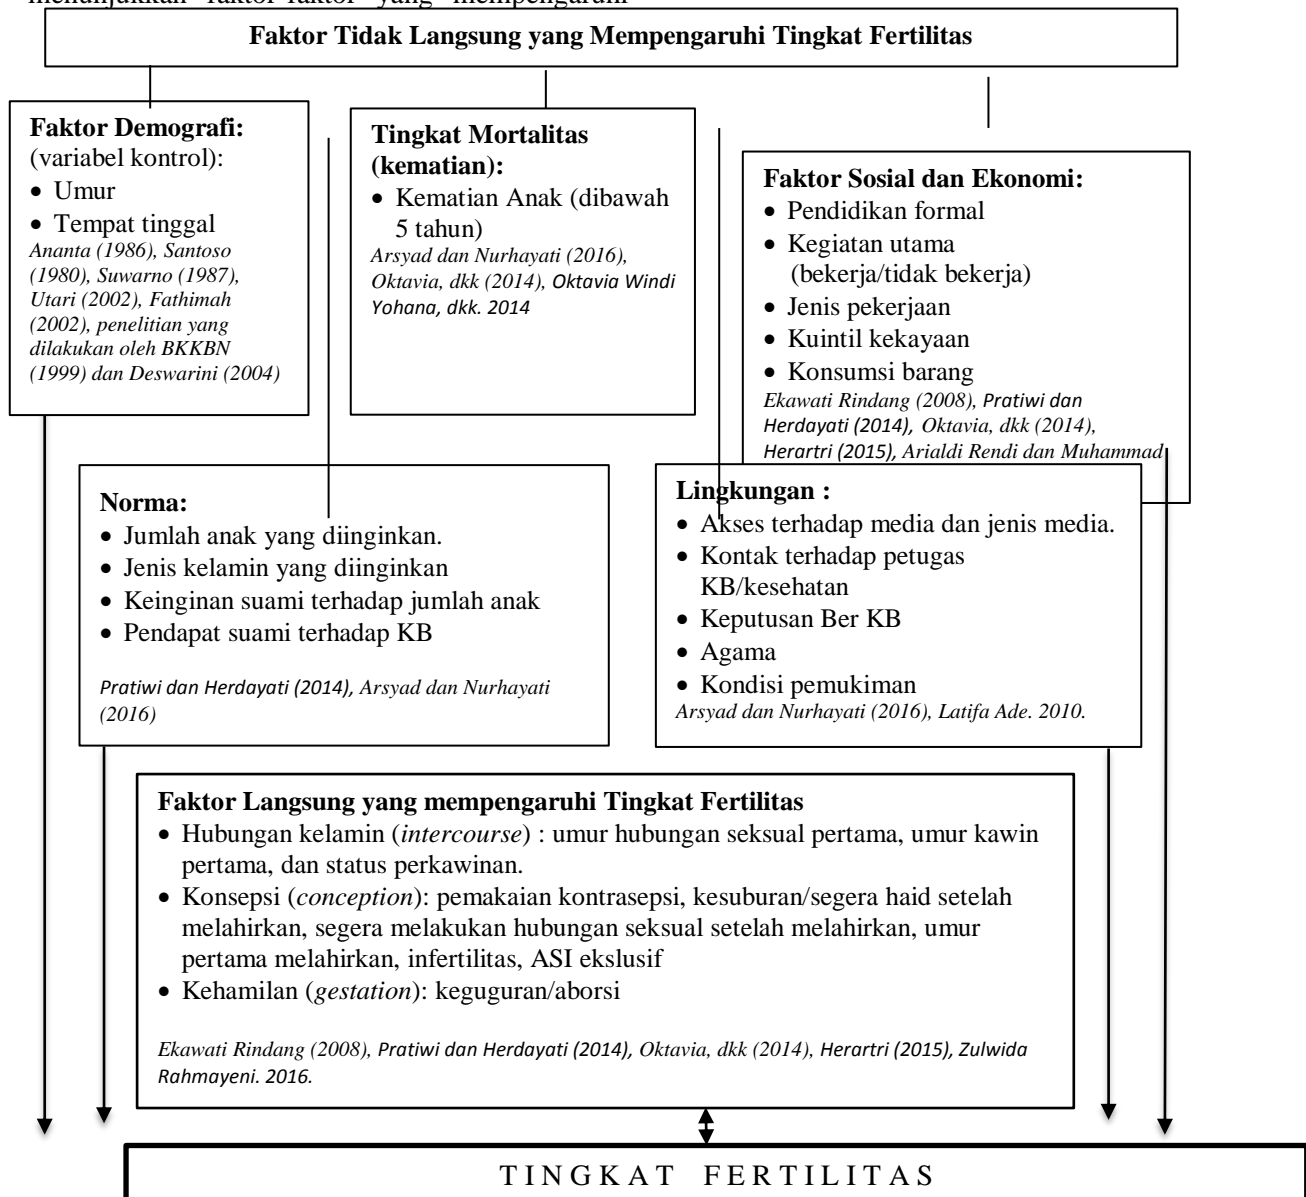 menunjukkan faktor-faktor yang mempengaruhi
Faktor Tidak Langsung yang Mempengaruhi Tingkat Fertilitas
Faktor Demografi:
(variabel kontrol):
• Umur
• Tempat tinggal
Ananta (1986), Santoso
(1980), Suwarno (1987),
Utari (2002), Fathimah
(2002), penelitian yang
dilakukan oleh BKKBN
(1999) dan Deswarini (2004)
Tingkat Mortalitas
(kematian):
• Kematian Anak (dibawah
5 tahun)
Arsyad dan Nurhayati (2016),
Oktavia, dkk (2014), Oktavia Windi
Yohana, dkk. 2014
Faktor Sosial dan Ekonomi:
• Pendidikan formal
• Kegiatan utama
(bekerja/tidak bekerja)
• Jenis pekerjaan
• Kuintil kekayaan
• Konsumsi barang
Ekawati Rindang (2008), Pratiwi dan
Herdayati (2014), Oktavia, dkk (2014),
Herartri (2015), Arialdi Rendi dan Muhammad
Norma:
• Jumlah anak yang diinginkan.
• Jenis kelamin yang diinginkan
• Keinginan suami terhadap jumlah anak
• Pendapat suami terhadap KB
Pratiwi dan Herdayati (2014), Arsyad dan Nurhayati
(2016)
Lingkungan :
• Akses terhadap media dan jenis media.
• Kontak terhadap petugas
KB/kesehatan
• Keputusan Ber KB
• Agama
• Kondisi pemukiman
Arsyad dan Nurhayati (2016), Latifa Ade. 2010.
Faktor Langsung yang mempengaruhi Tingkat Fertilitas
• Hubungan kelamin (intercourse) : umur hubungan seksual pertama, umur kawin
pertama, dan status perkawinan.
• Konsepsi (conception): pemakaian kontrasepsi, kesuburan/segera haid setelah
melahirkan, segera melakukan hubungan seksual setelah melahirkan, umur
pertama melahirkan, infertilitas, ASI ekslusif
• Kehamilan (gestation): keguguran/aborsi
Ekawati Rindang (2008), Pratiwi dan Herdayati (2014), Oktavia, dkk (2014), Herartri (2015), Zulwida
Rahmayeni. 2016.
TINGKAT FERTILITAS